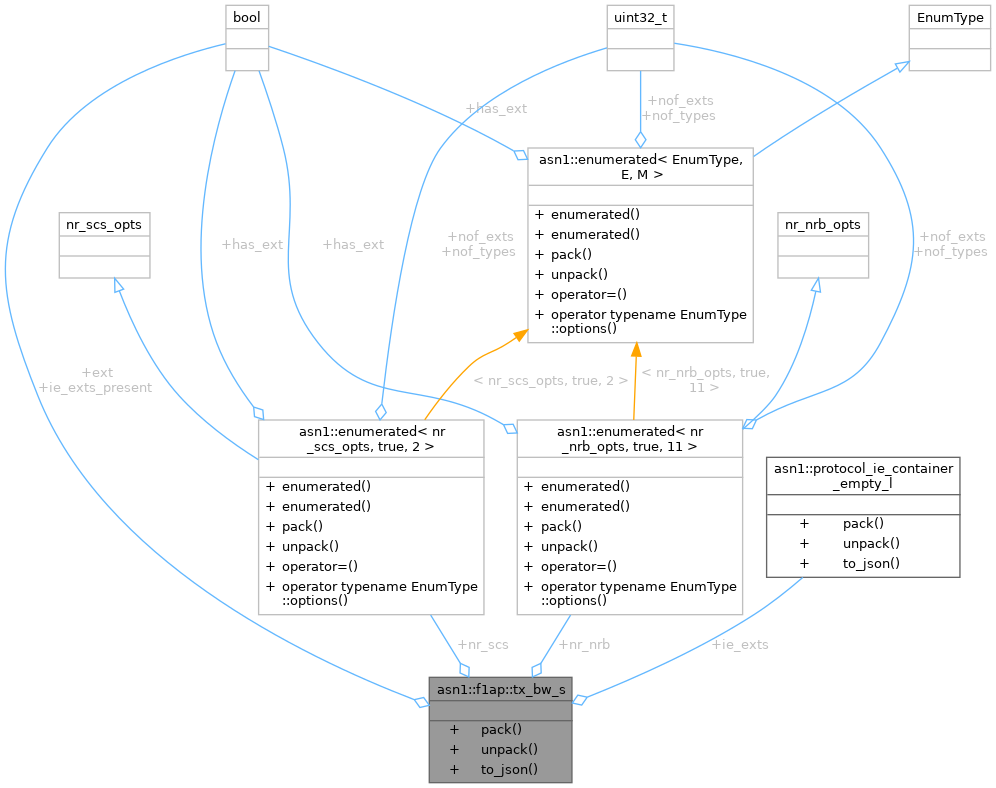 bool
uint32_t
EnumType
+has_ext
+nof_exts
+nof_types
asn1::enumerated< EnumType,
E, M >
+ enumerated()
+ enumerated()
+ pack()
+ unpack()
+ operator=()
+ operator typename EnumType
::options()
nr_scs_opts
nr_nrb_opts
+has_ext
+has_ext
+nof_exts
+nof_types
+nof_exts
+nof_types
+ext
+ie_exts_present
< nr_scs_opts, true, 2 >
< nr_nrb_opts, true,
11 >
asn1::enumerated< nr
_scs_opts, true, 2 >
+ enumerated()
+ enumerated()
+ pack()
+ unpack()
+ operator=()
+ operator typename EnumType
::options()
asn1::enumerated< nr
_nrb_opts, true, 11 >
+ enumerated()
+ enumerated()
+ pack()
+ unpack()
+ operator=()
+ operator typename EnumType
::options()
asn1::protocol_ie_container
_empty_l
+ pack()
+ unpack()
+ to_json()
+nr_scs
+nr_nrb
+ie_exts
asn1::f1ap::tx_bw_s
+ pack()
+ unpack()
+ to_json()